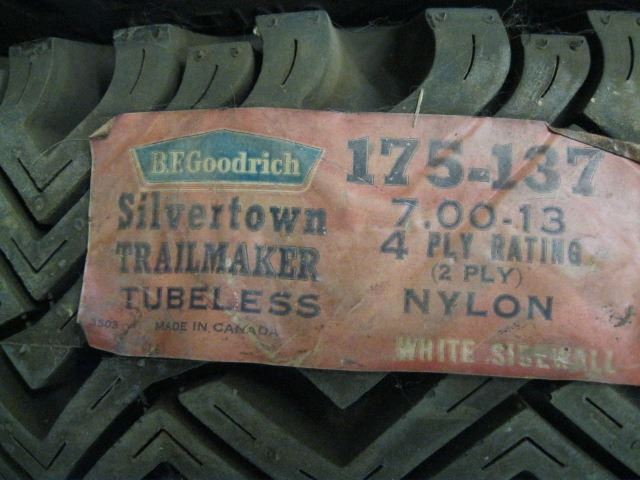 B.F.Goodrich
175-137
Silvertown
TRAILMAKER
TUBELESS
3503
MADE IN CANADA
7.00-13
4 PLY RATING
(2 PLY)
NYLON
WHITE SIDEWALL